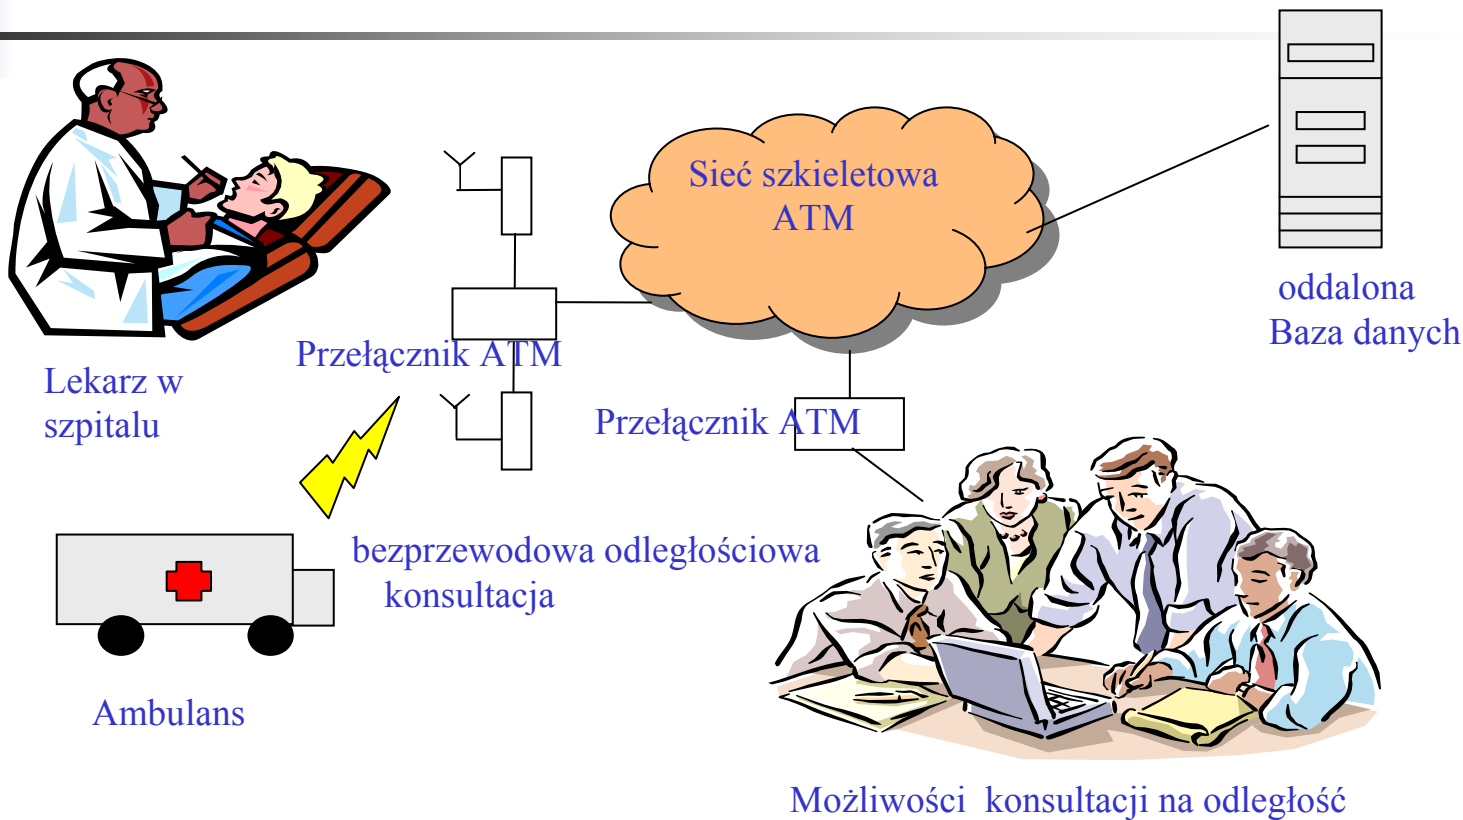 Sieć szkieletowa
ATM
oddalona
Baza danych
Przełącznik ATM
Lekarz w
szpitalu
Przełącznik ATM
bezprzewodowa odległościowa
konsultacja
Ambulans
Możliwości  konsultacji na odległość